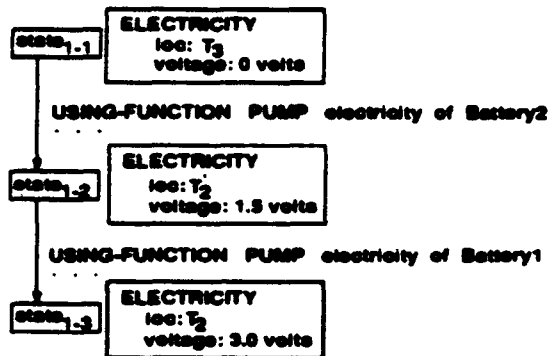 ELECTRICITY
state1-1
loc: T3
voltage: 0 volts
USING-FUNCTION PUMP electricity of Battery2
. . .
ELECTRICITY
state1-2
loc: T2
voltage: 1.5 volts
USING-FUNCTION PUMP electricity of Battery1
. . .
ELECTRICITY
state1-3
loc: T2
voltage: 3.0 volts